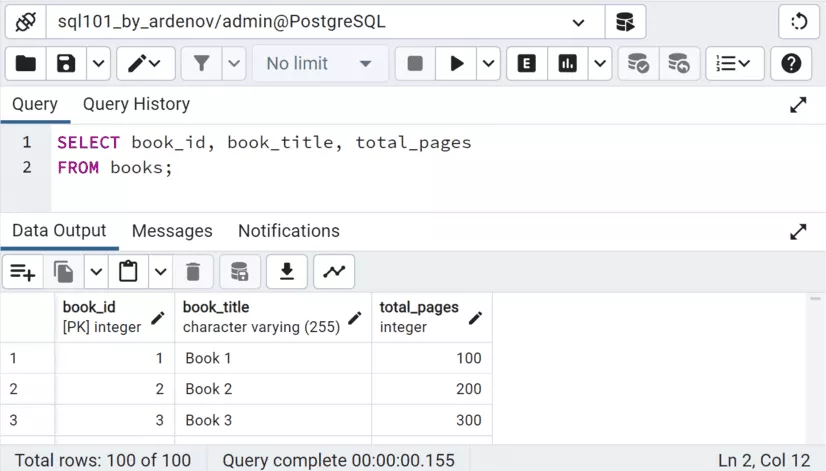 sql101_by_ardenov/admin@PostgreSQL
No limit
E
Query Query History
1 SELECT book_id, book_title, total_pages
2 FROM books;
Data Output Messages Notifications
book_id book_title total_pages
[PK] integer character varying (255) integer
1 1 Book 1 100
2 2 Book 2 200
3 3 Book 3 300
Total rows: 100 of 100 Query complete 00:00:00.155 Ln 2, Col 12